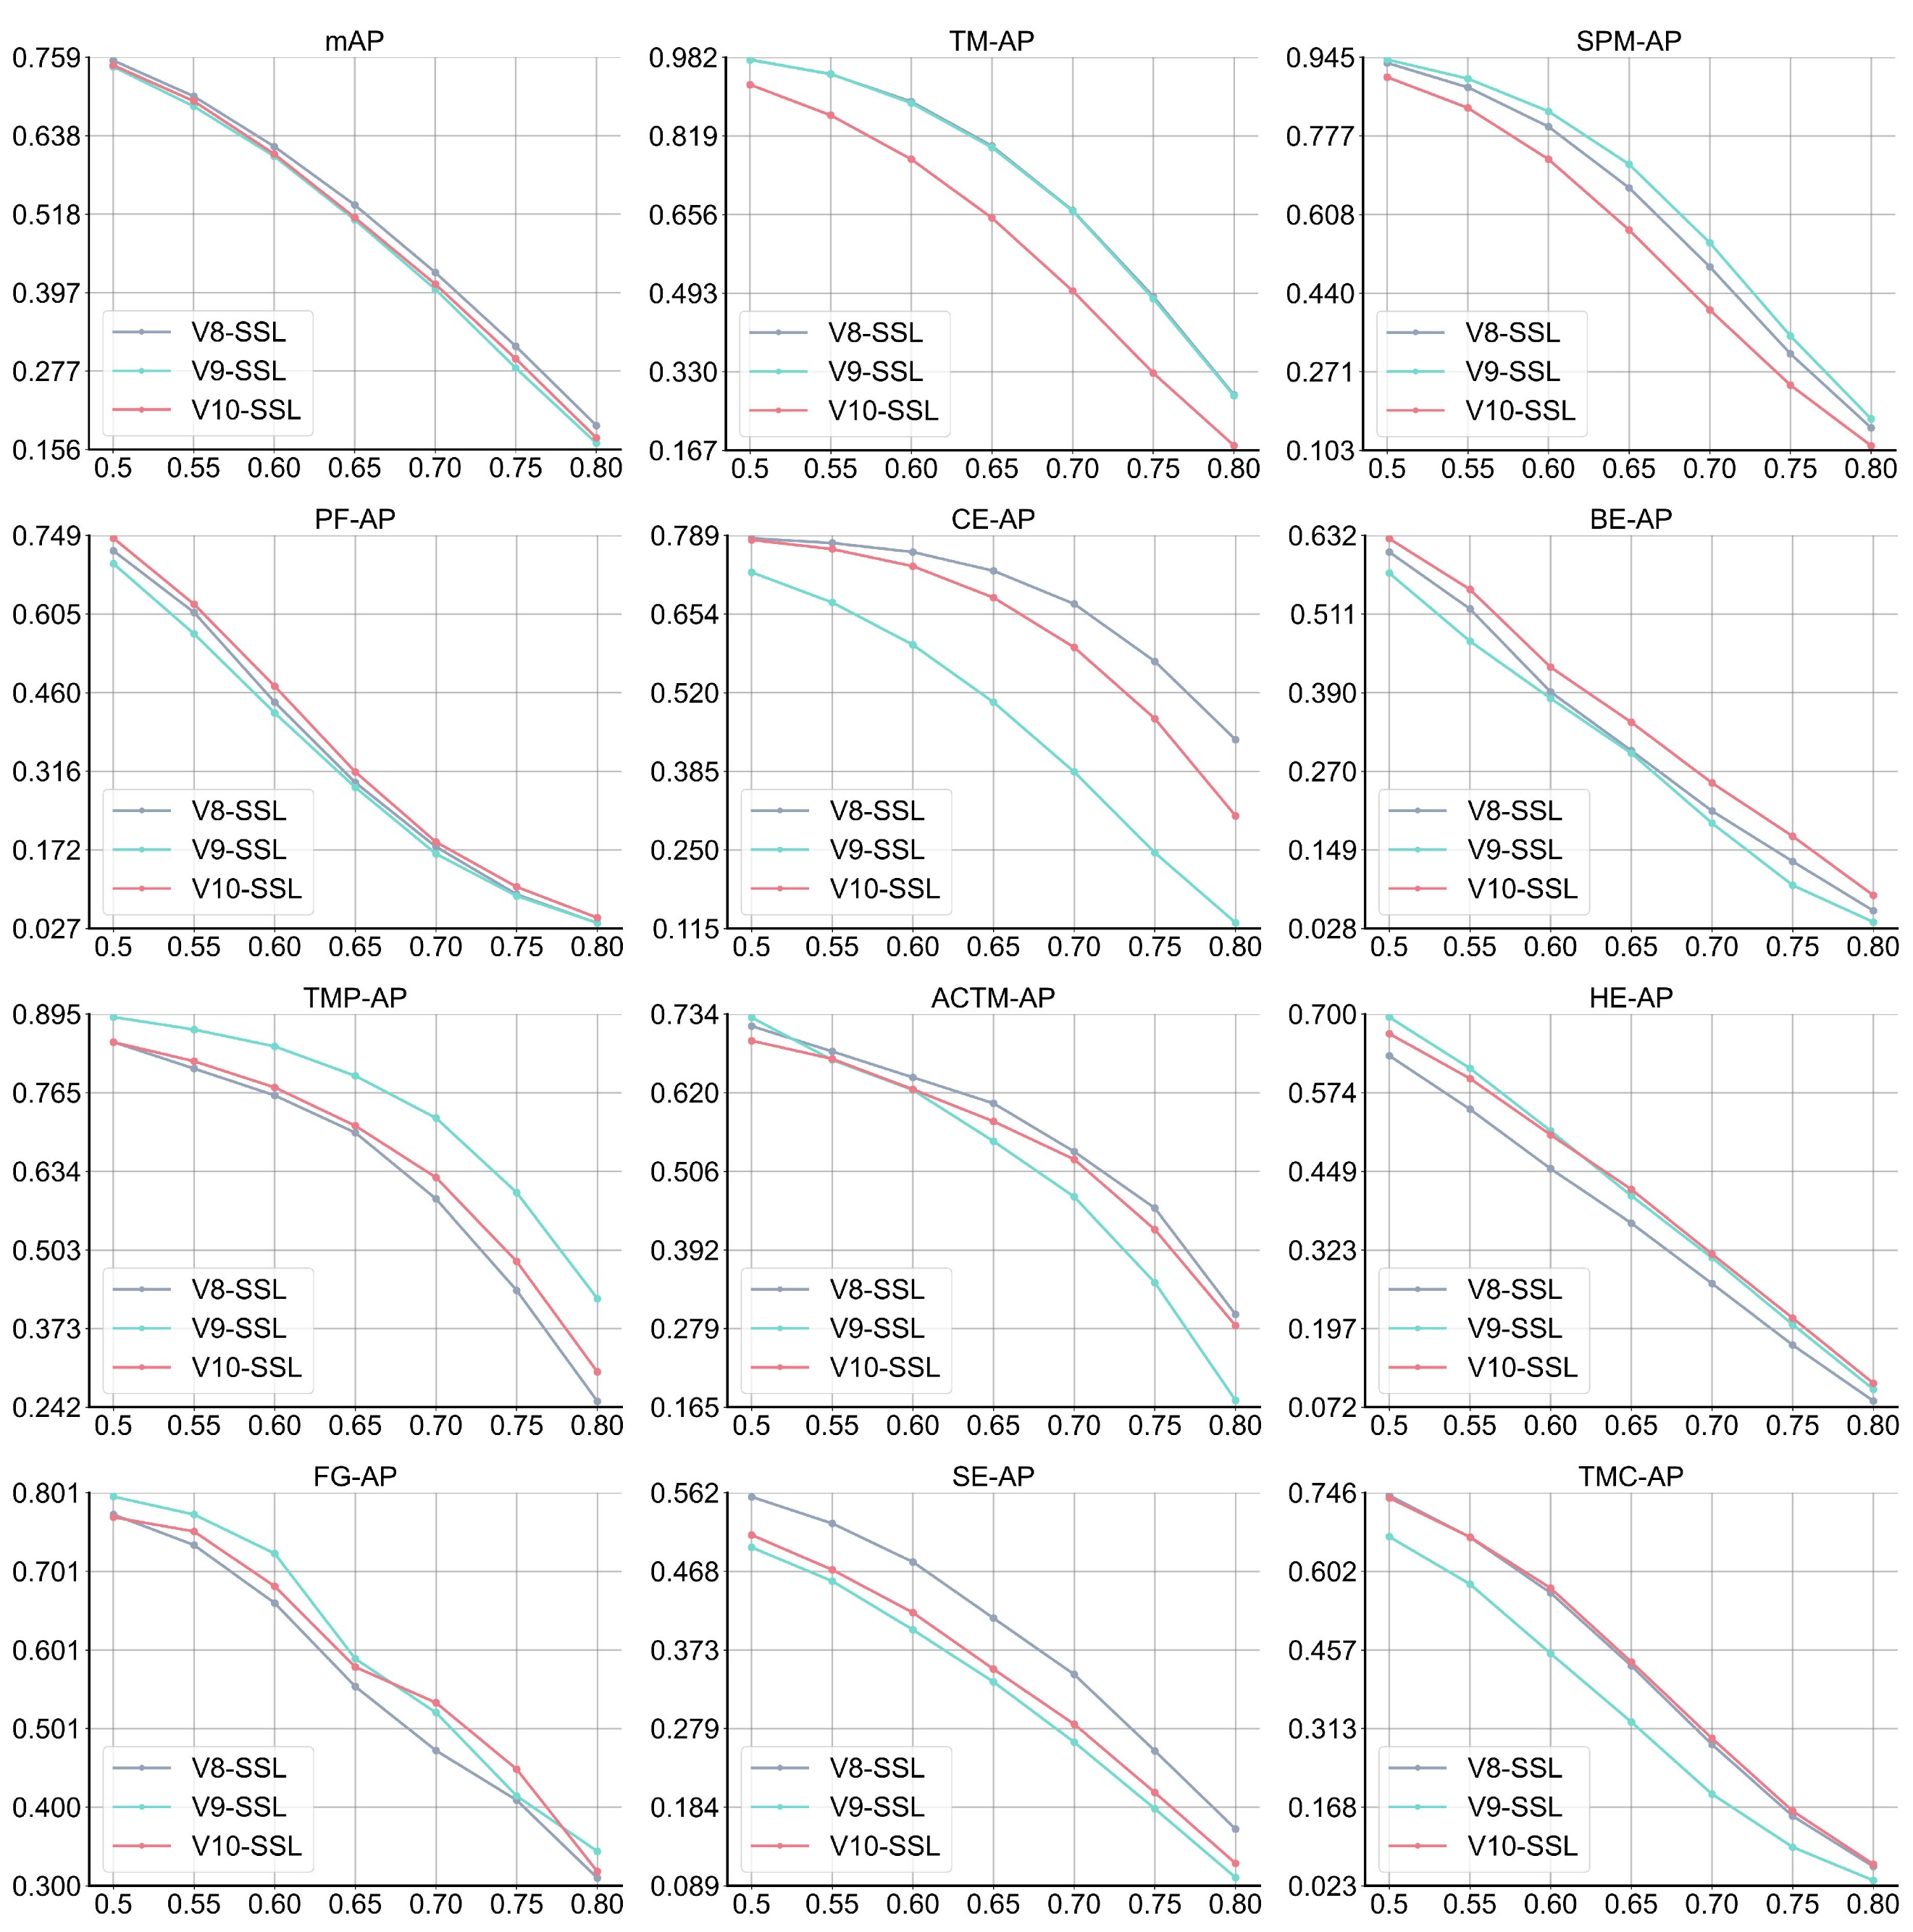 mAP
0.759
0.638
0.518
0.397
0.277
0.156
V8-SSL
V9-SSL
V10-SSL
0.5 0.55 0.60 0.65 0.70 0.75 0.80
TM-AP
0.982
0.819
0.656
0.493
0.330
0.167
V8-SSL
V9-SSL
V10-SSL
0.5 0.55 0.60 0.65 0.70 0.75 0.80
SPM-AP
0.945
0.777
0.608
0.440
0.271
0.103
V8-SSL
V9-SSL
V10-SSL
0.5 0.55 0.60 0.65 0.70 0.75 0.80
PF-AP
0.749
0.605
0.460
0.316
0.172
0.027
V8-SSL
V9-SSL
V10-SSL
0.5 0.55 0.60 0.65 0.70 0.75 0.80
CE-AP
0.789
0.654
0.520
0.385
0.250
0.115
V8-SSL
V9-SSL
V10-SSL
0.5 0.55 0.60 0.65 0.70 0.75 0.80
BE-AP
0.632
0.511
0.390
0.270
0.149
0.028
V8-SSL
V9-SSL
V10-SSL
0.5 0.55 0.60 0.65 0.70 0.75 0.80
TMP-AP
0.895
0.765
0.634
0.503
0.373
0.242
V8-SSL
V9-SSL
V10-SSL
0.5 0.55 0.60 0.65 0.70 0.75 0.80
ACTM-AP
0.734
0.620
0.506
0.392
0.279
0.165
V8-SSL
V9-SSL
V10-SSL
0.5 0.55 0.60 0.65 0.70 0.75 0.80
HE-AP
0.700
0.574
0.449
0.323
0.197
0.072
V8-SSL
V9-SSL
V10-SSL
0.5 0.55 0.60 0.65 0.70 0.75 0.80
FG-AP
0.801
0.701
0.601
0.501
0.400
0.300
V8-SSL
V9-SSL
V10-SSL
0.5 0.55 0.60 0.65 0.70 0.75 0.80
SE-AP
0.562
0.468
0.373
0.279
0.184
0.089
V8-SSL
V9-SSL
V10-SSL
0.5 0.55 0.60 0.65 0.70 0.75 0.80
TMC-AP
0.746
0.602
0.457
0.313
0.168
0.023
V8-SSL
V9-SSL
V10-SSL
0.5 0.55 0.60 0.65 0.70 0.75 0.80